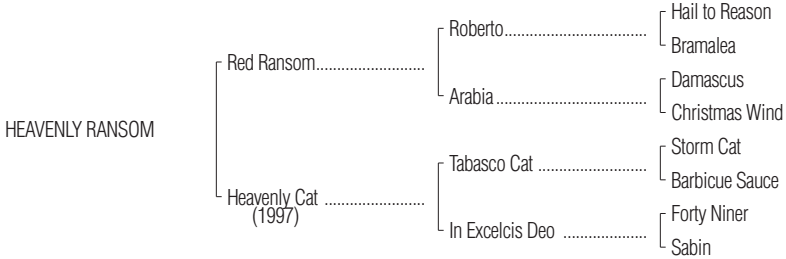 Hail to Reason
Roberto..................................
Bramalea
Red Ransom..........................
Damascus
Arabia....................................
Christmas Wind
HEAVENLY RANSOM
Storm Cat
Tabasco Cat ..........................
Barbicue Sauce
Heavenly Cat ........................
(1997)
Forty Niner
In Excelcis Deo ....................
Sabin